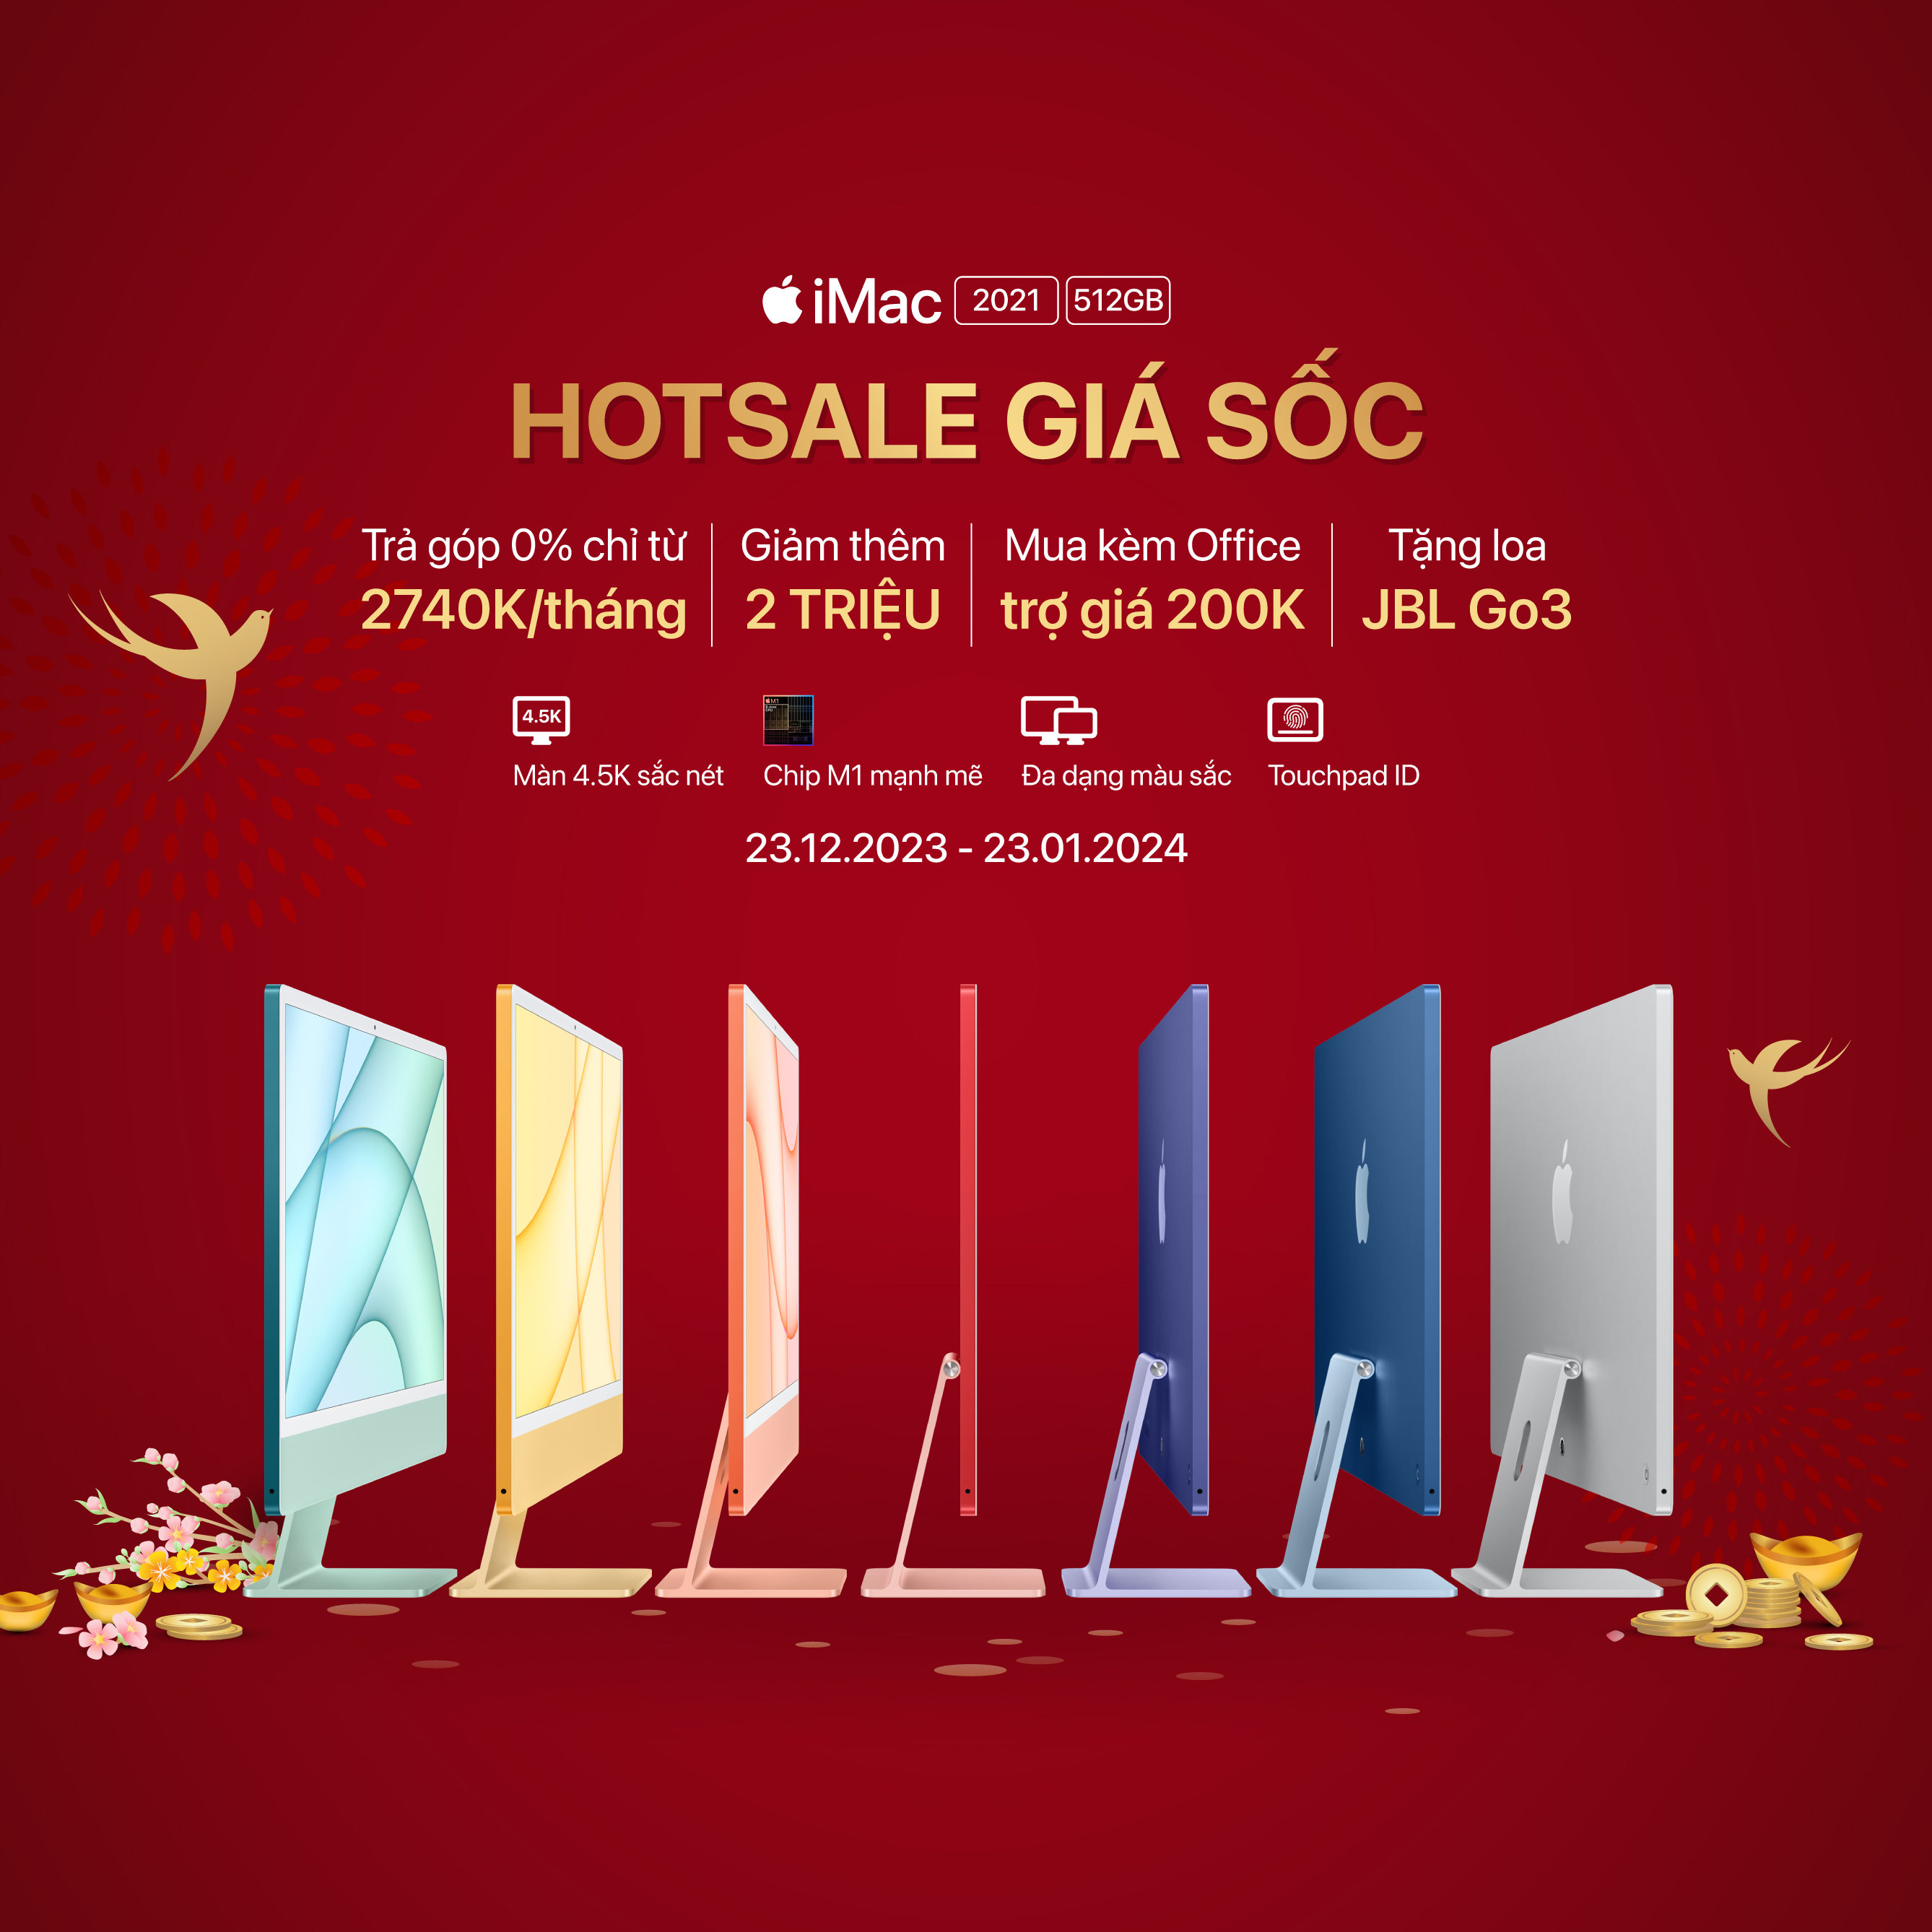 iMac 2021 512GB
HOTSALE GIÁ SỐC
Trả góp 0% chỉ từ
2740K/tháng
Giảm thêm
2 TRIỆU
Mua kèm Office
trợ giá 200K
Tặng loa
JBL Go3
4.5K
Màn 4.5K sắc nét
M1
Chip M1 mạnh mẽ
Đa dạng màu sắc
Touchpad ID
23.12.2023 - 23.01.2024